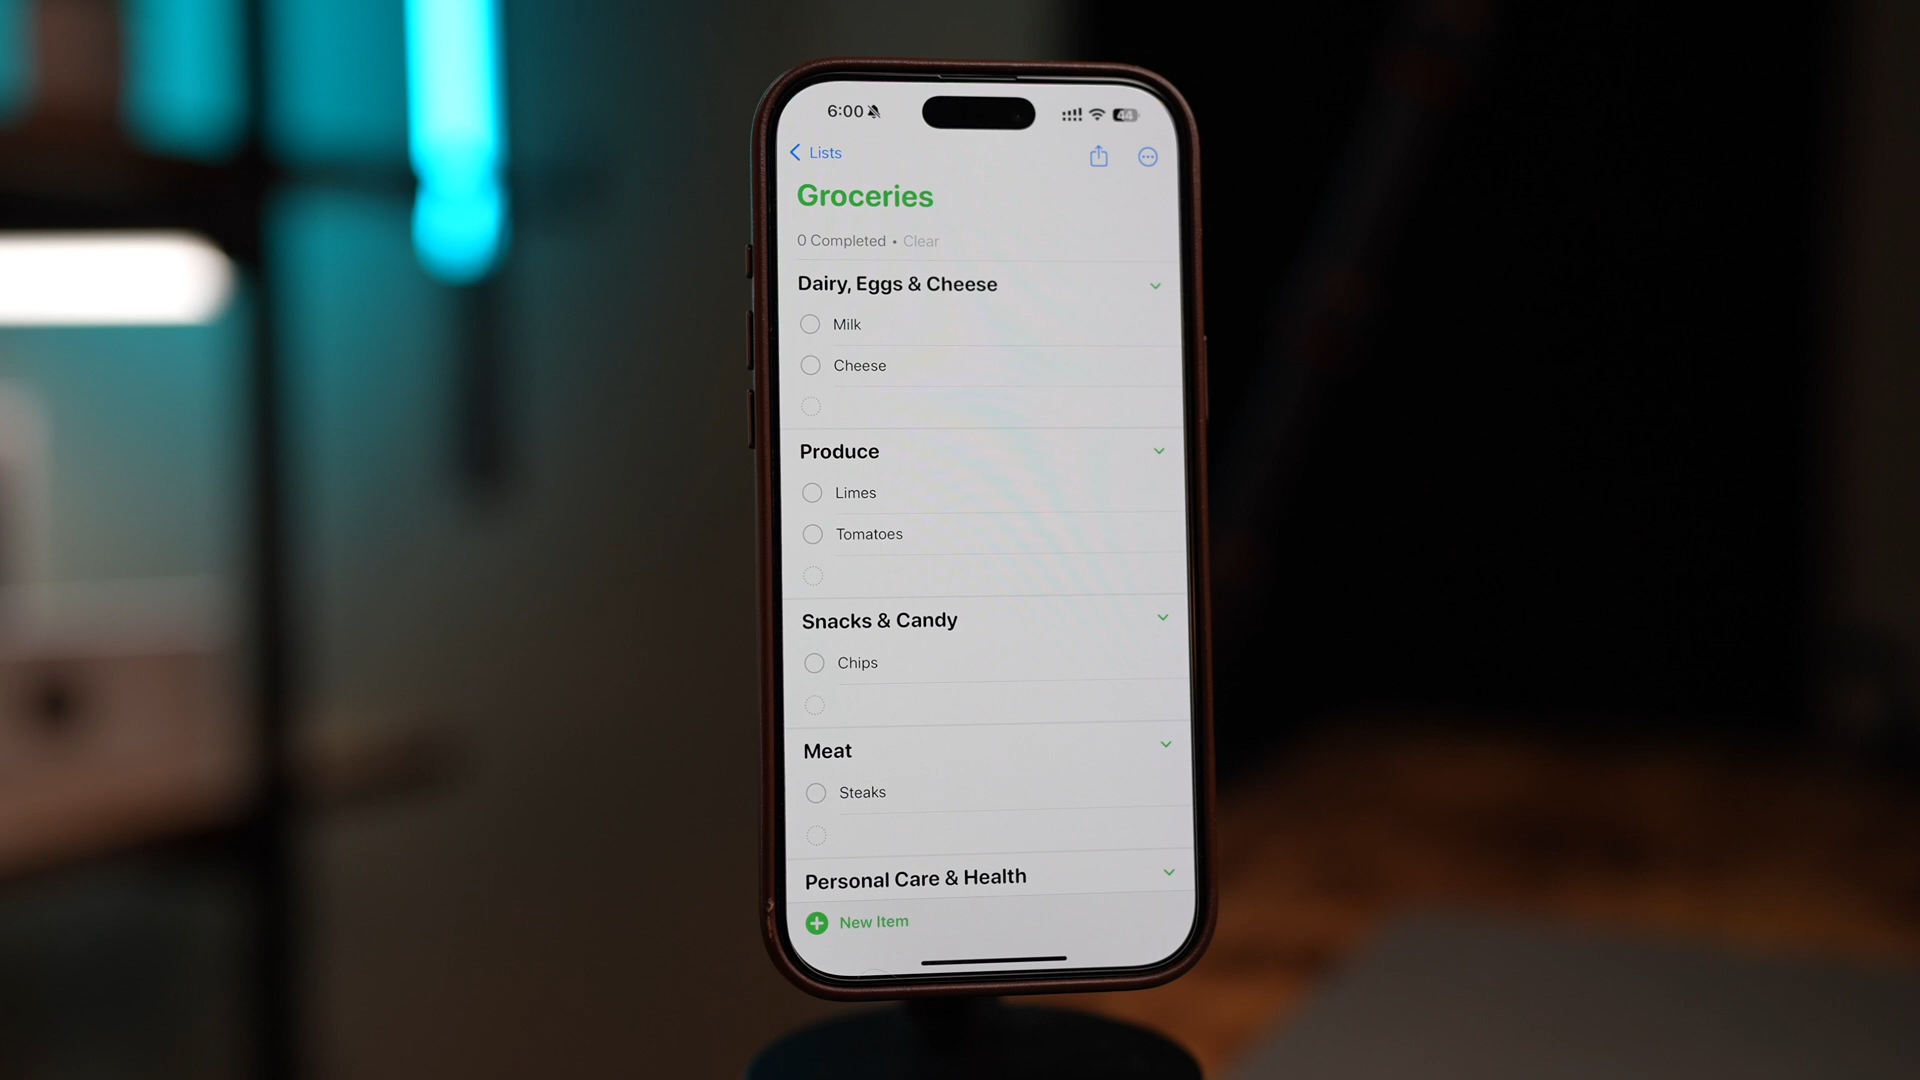 6:00 44
Lists
Groceries
0 Completed • Clear
Dairy, Eggs & Cheese
Milk
Cheese
Produce
Limes
Tomatoes
Snacks & Candy
Chips
Meat
Steaks
Personal Care & Health
New Item